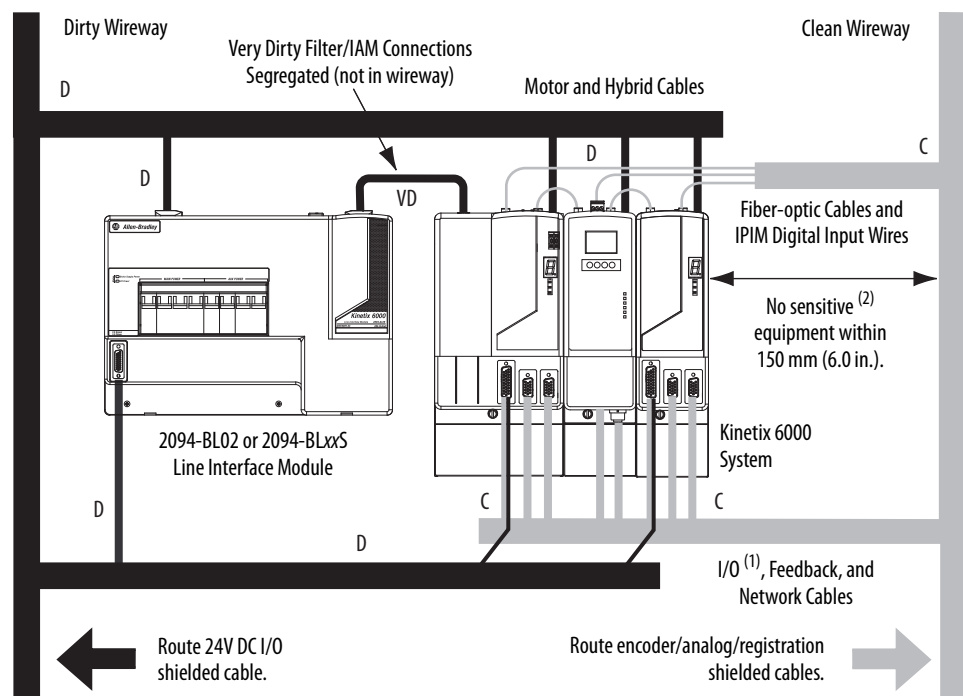 Dirty Wireway
Clean Wireway
Very Dirty Filter/IAM Connections
Segregated (not in wireway)
Motor and Hybrid Cables
D
D
VD
D
C
Fiber-optic Cables and
IPIM Digital Input Wires
No sensitive (2)
equipment within
150 mm (6.0 in.).
Allen-Bradley
Kinetix 6000
2094-BL02 or 2094-BLxxS
Line Interface Module
Kinetix 6000
System
D
C
C
D
I/O (1), Feedback, and
Network Cables
Route 24V DC I/O
shielded cable.
Route encoder/analog/registration
shielded cables.